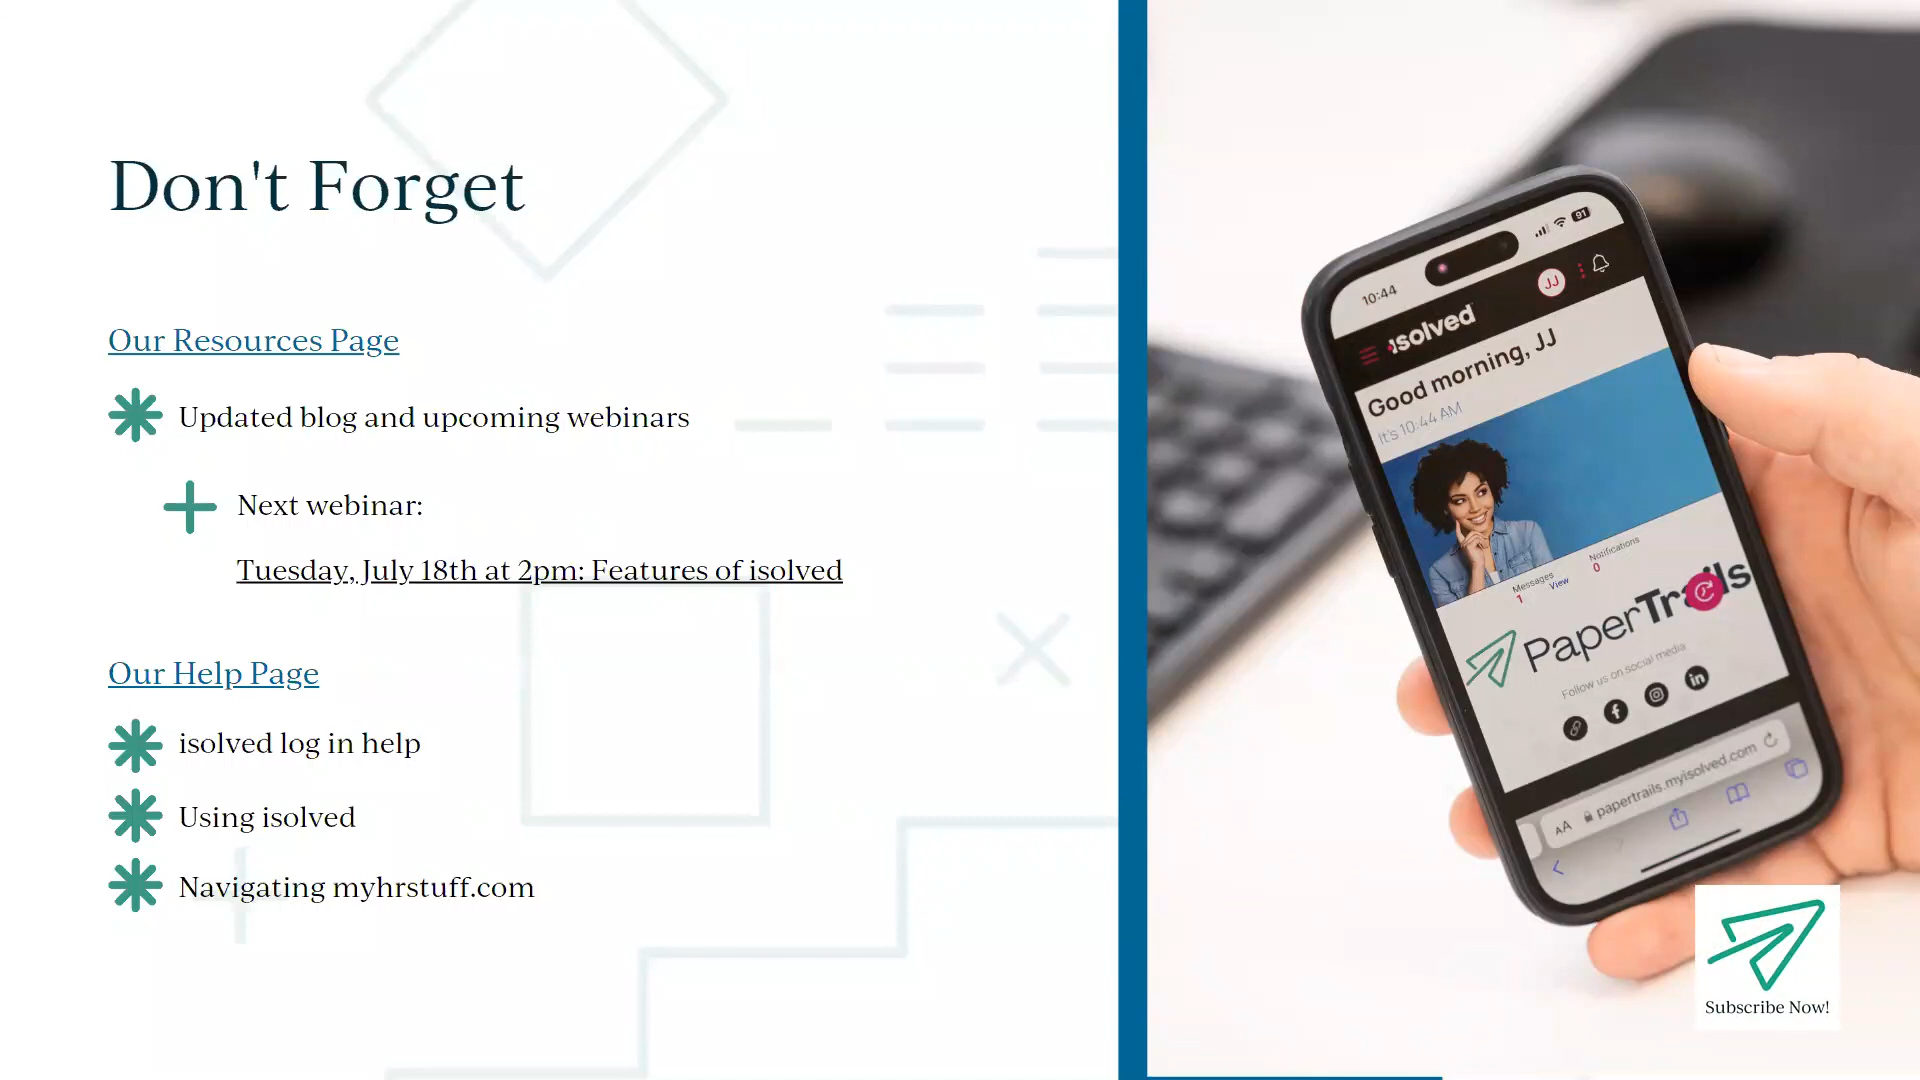 Don't Forget
Our Resources Page
Updated blog and upcoming webinars
Next webinar:
Tuesday, July 18th at 2pm: Features of isolved
Our Help Page
isolved log in help
Using isolved
Navigating myhrstuff.com
10:44
91
isolved
JJ
Good morning, JJ
It's 10:44 AM
Messages
1
View
Notifications
0
PaperTrails
Follow us on social media
AA papertrails.myisolved.com
Subscribe Now!